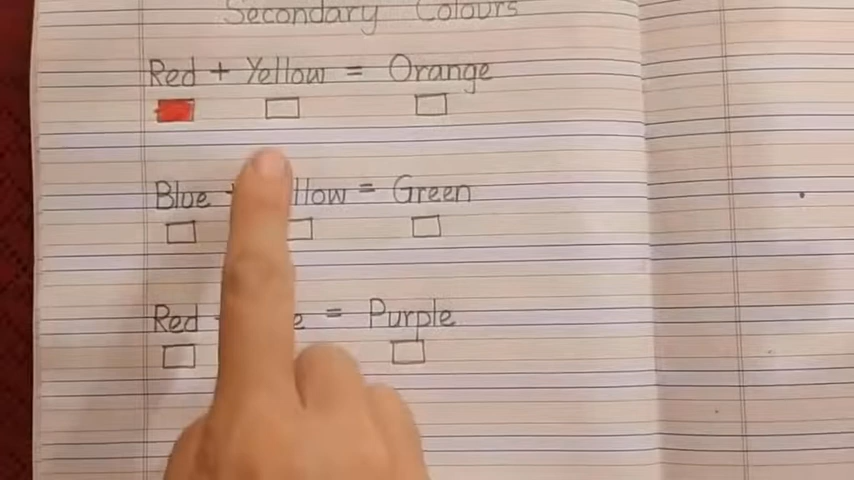 Secondary Colours
Red + Yellow = Orange
Blue llow = Green
Red e = Purple